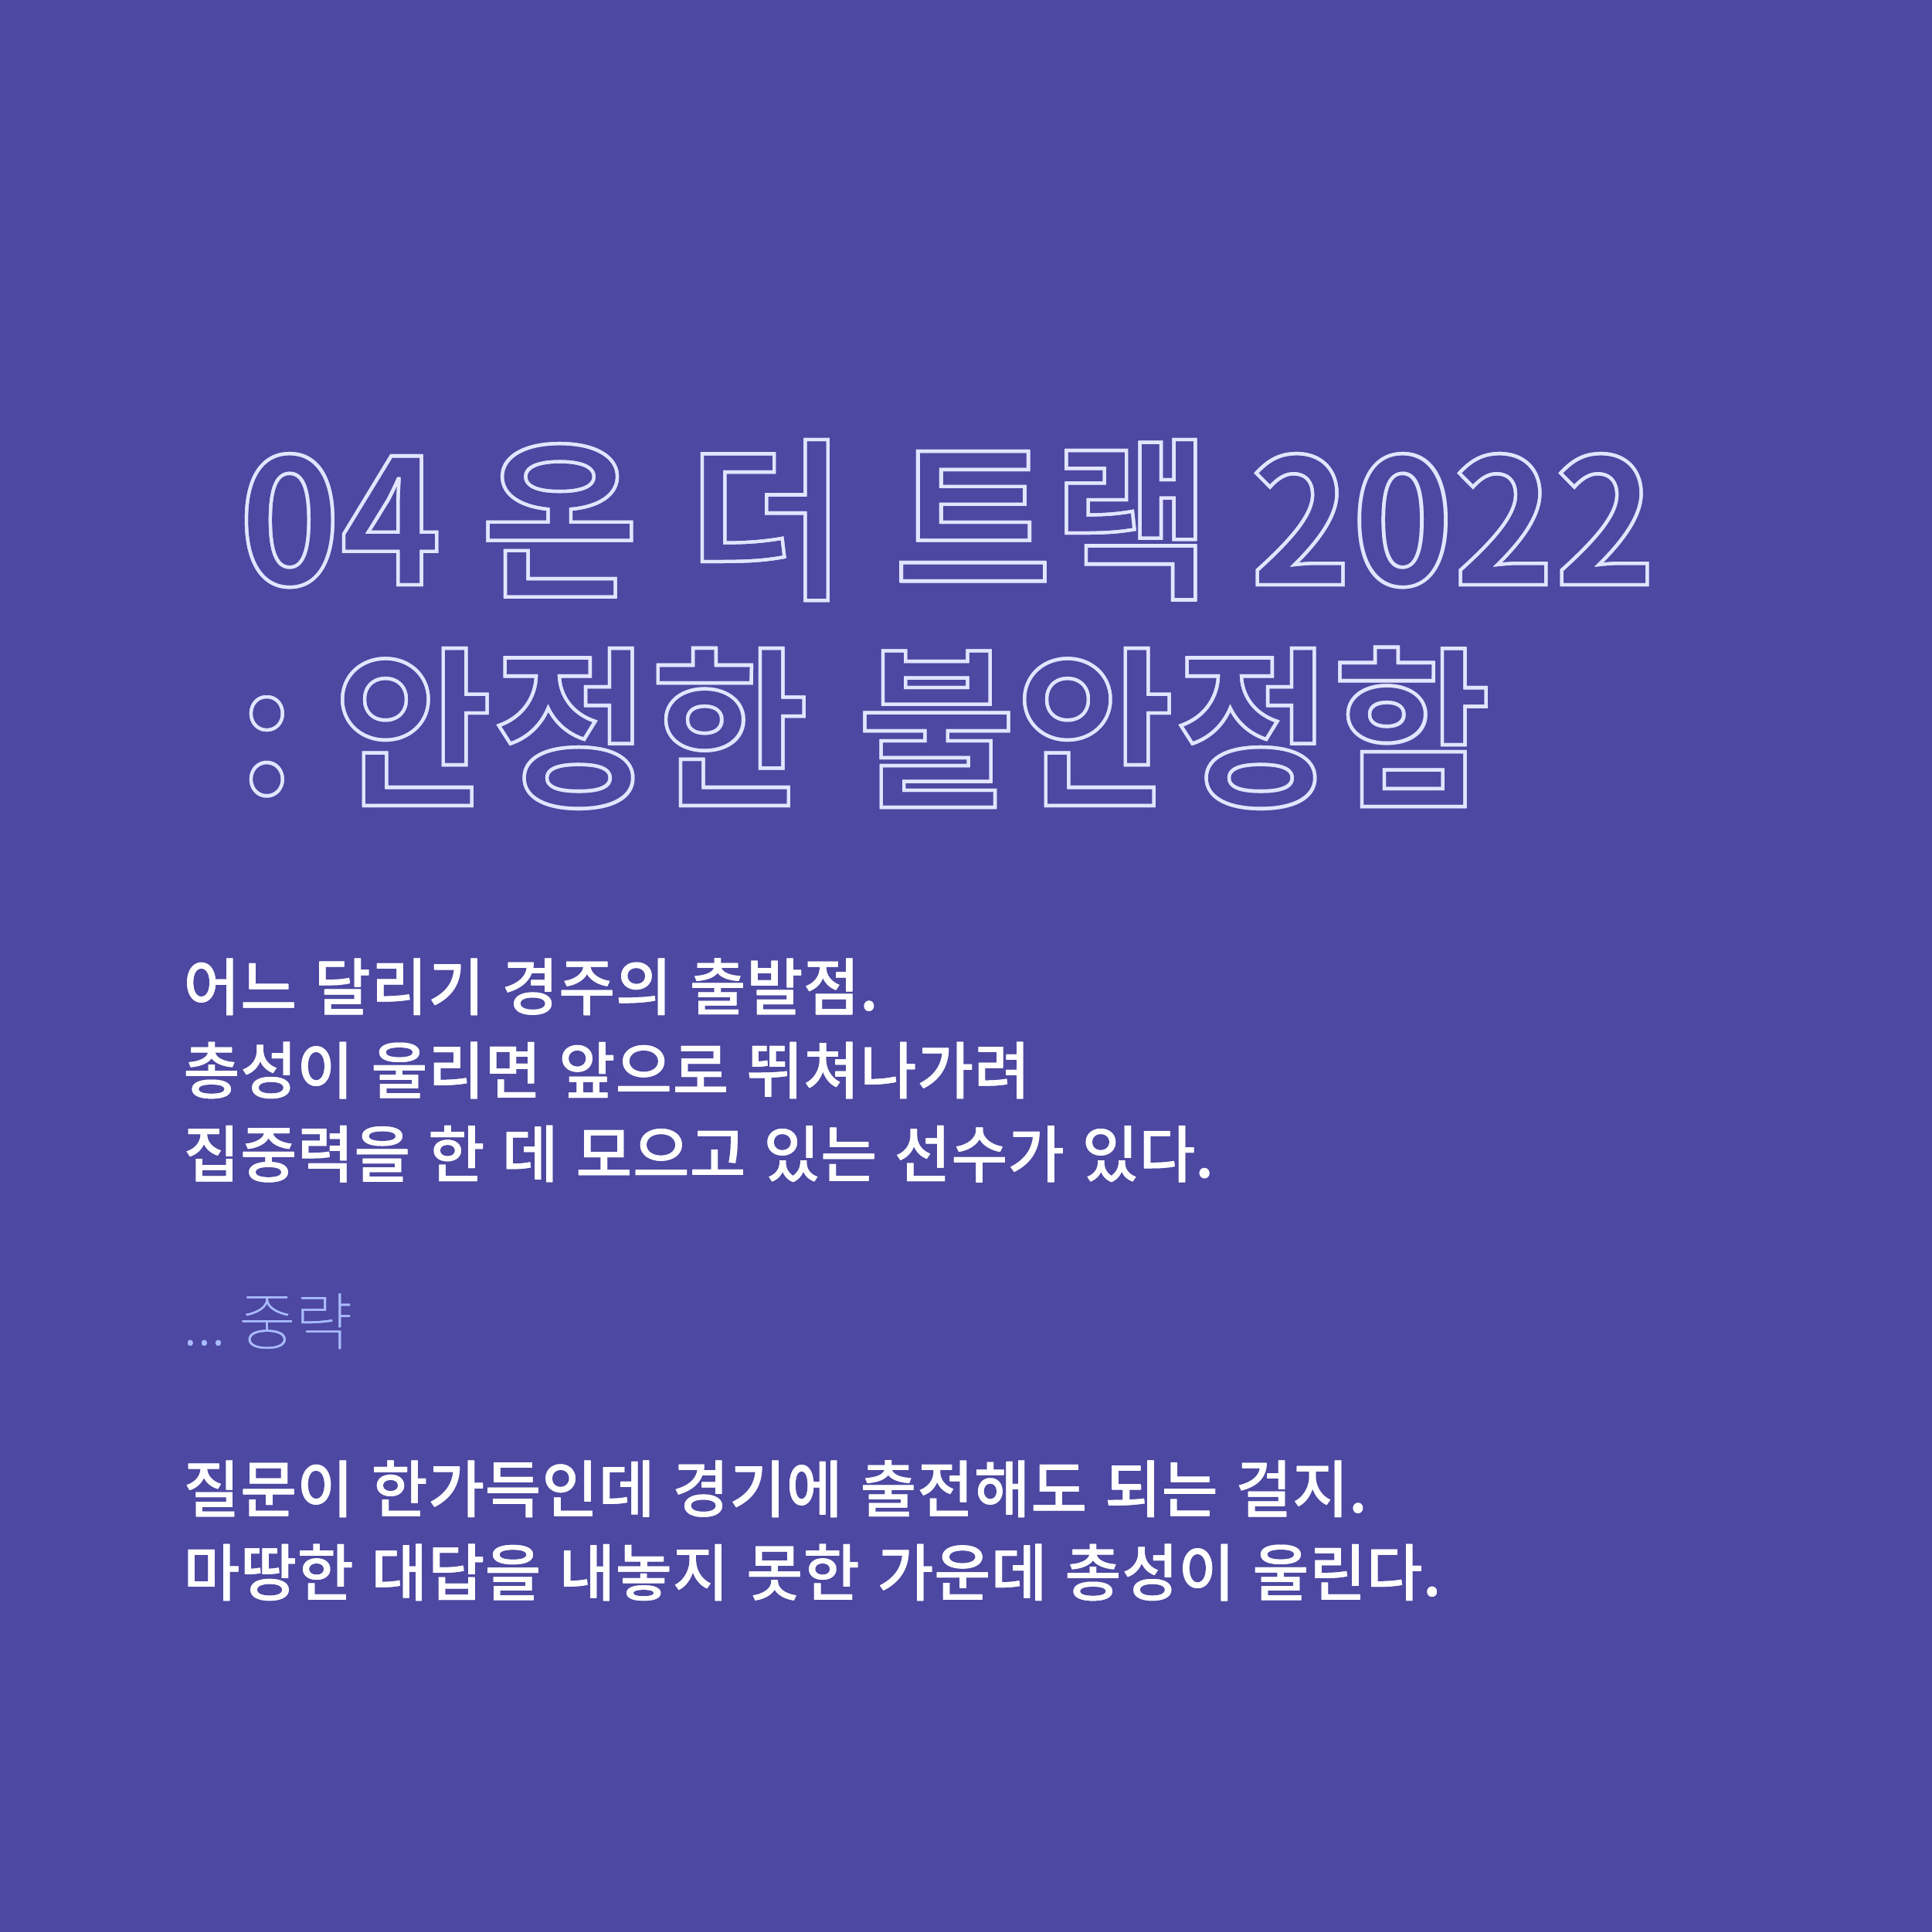 04 온 더 트랙 2022
: 안정한 불안정함
어느 달리기 경주의 출발점.
총성이 울리면 앞으로 뛰쳐나가려
집중력을 한 데 모으고 있는 선수가 있다.
... 중략
질문이 한가득인데 경기에 출전해도 되는 걸지.
마땅한 대답을 내놓지 못한 가운데 총성이 울린다.